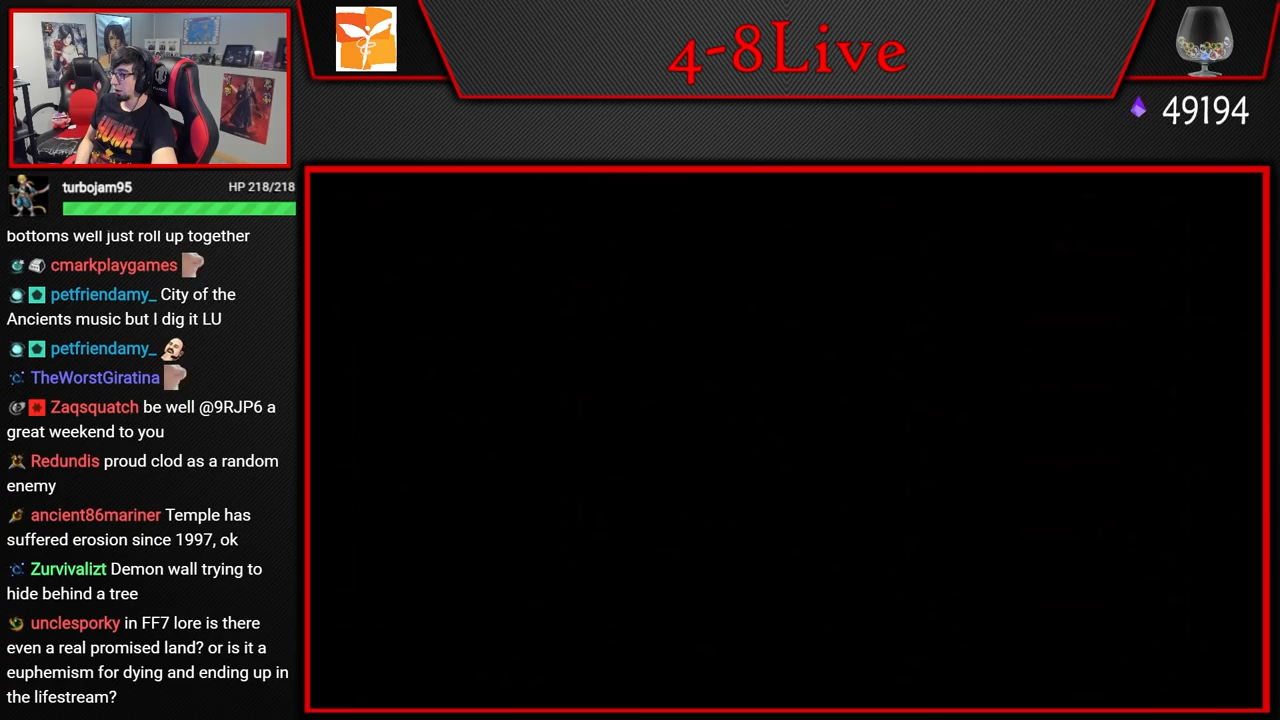 4-8Live
49194
turbojam95 HP 218/218
bottoms well just roll up together
cmarkplaygames
petfriendamy_ City of the
Ancients music but I dig it LU
petfriendamy_
TheWorstGiratina
Zaqsquatch be well @9RJP6 a
great weekend to you
Redundis proud clod as a random
enemy
ancient86mariner Temple has
suffered erosion since 1997, ok
Zurvivalizt Demon wall trying to
hide behind a tree
unclesporky in FF7 lore is there
even a real promised land? or is it a
euphemism for dying and ending up in
the lifestream?